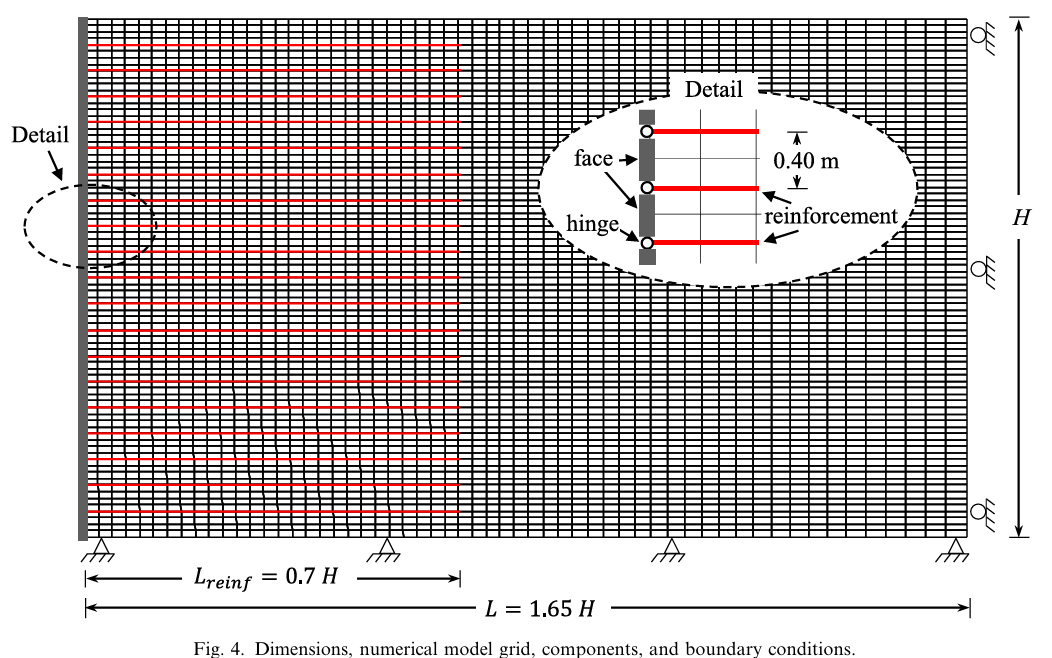 Detail
Detail
face
0.40 m
hinge
reinforcement
H
L_reinf = 0.7 H
L = 1.65 H
Fig. 4. Dimensions, numerical model grid, components, and boundary conditions.